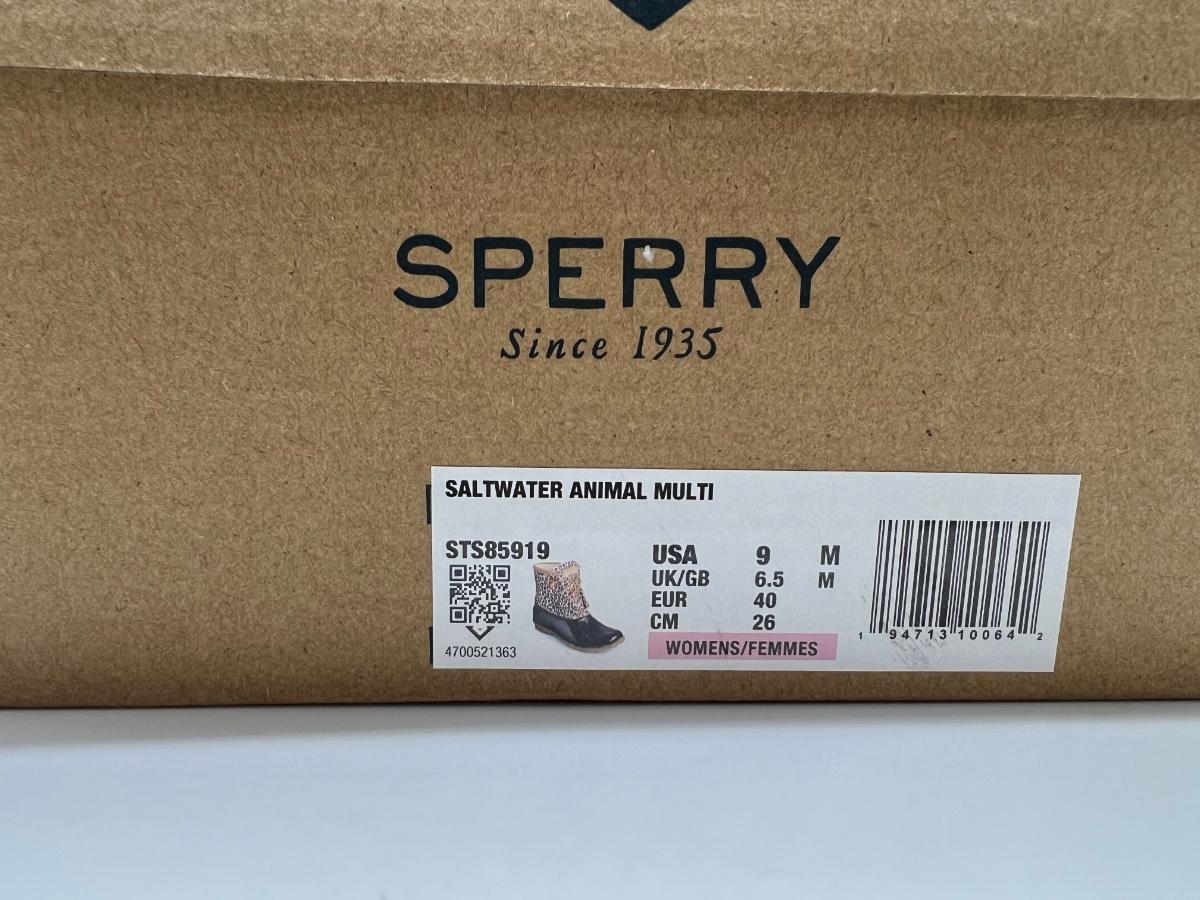 SPERRY
Since 1935
SALTWATER ANIMAL MULTI
STS85919
4700521363
USA 9 M
UK/GB 6.5 M
EUR 40
CM 26
WOMENS/FEMMES
1 94713 10064 2